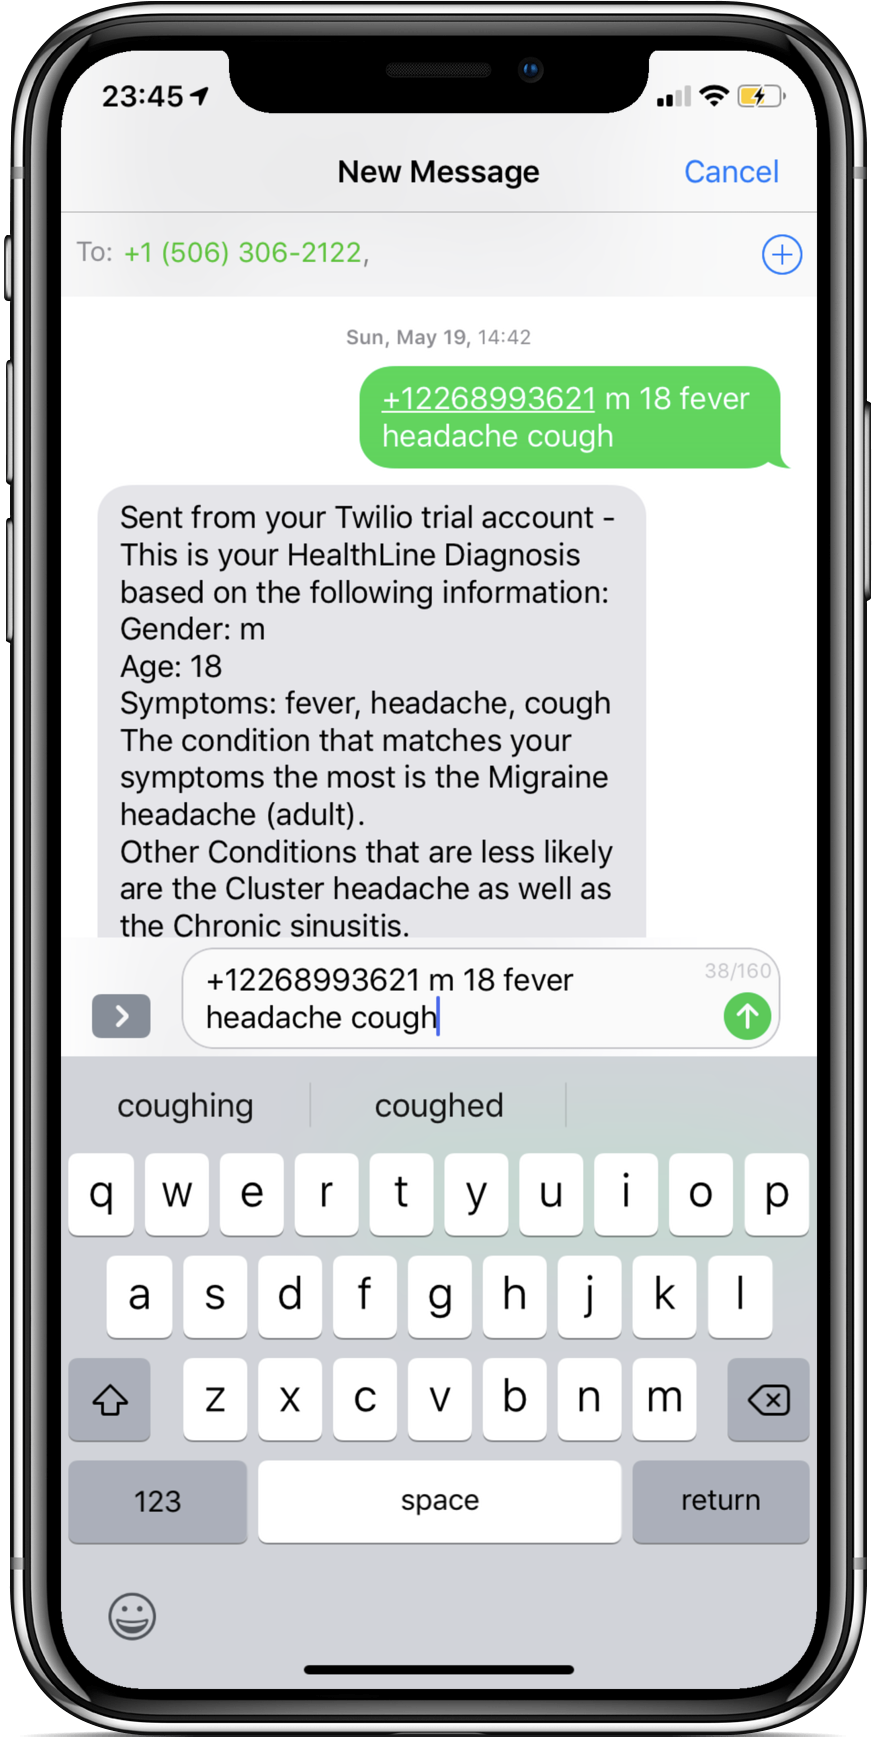 23:45
New Message
Cancel
To: +1 (506) 306-2122,
Sun, May 19, 14:42
+12268993621 m 18 fever
headache cough
Sent from your Twilio trial account -
This is your HealthLine Diagnosis
based on the following information:
Gender: m
Age: 18
Symptoms: fever, headache, cough
The condition that matches your
symptoms the most is the Migraine
headache (adult).
Other Conditions that are less likely
are the Cluster headache as well as
the Chronic sinusitis.
38/160
+12268993621 m 18 fever
headache cough
coughing coughed
q w e r t y u i o p
a s d f g h j k l
z x c v b n m
123 space return